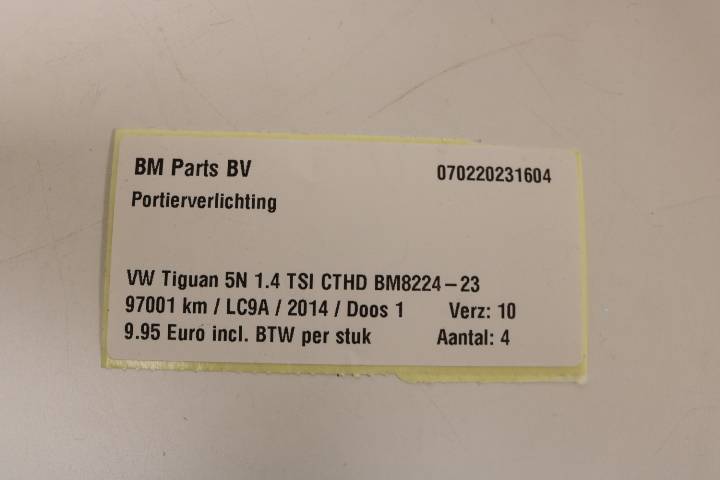 BM Parts BV 070220231604
Portierverlichting
VW Tiguan 5N 1.4 TSI CTHD BM8224-23
97001 km / LC9A / 2014 / Doos 1 Verz: 10
9.95 Euro incl. BTW per stuk Aantal: 4